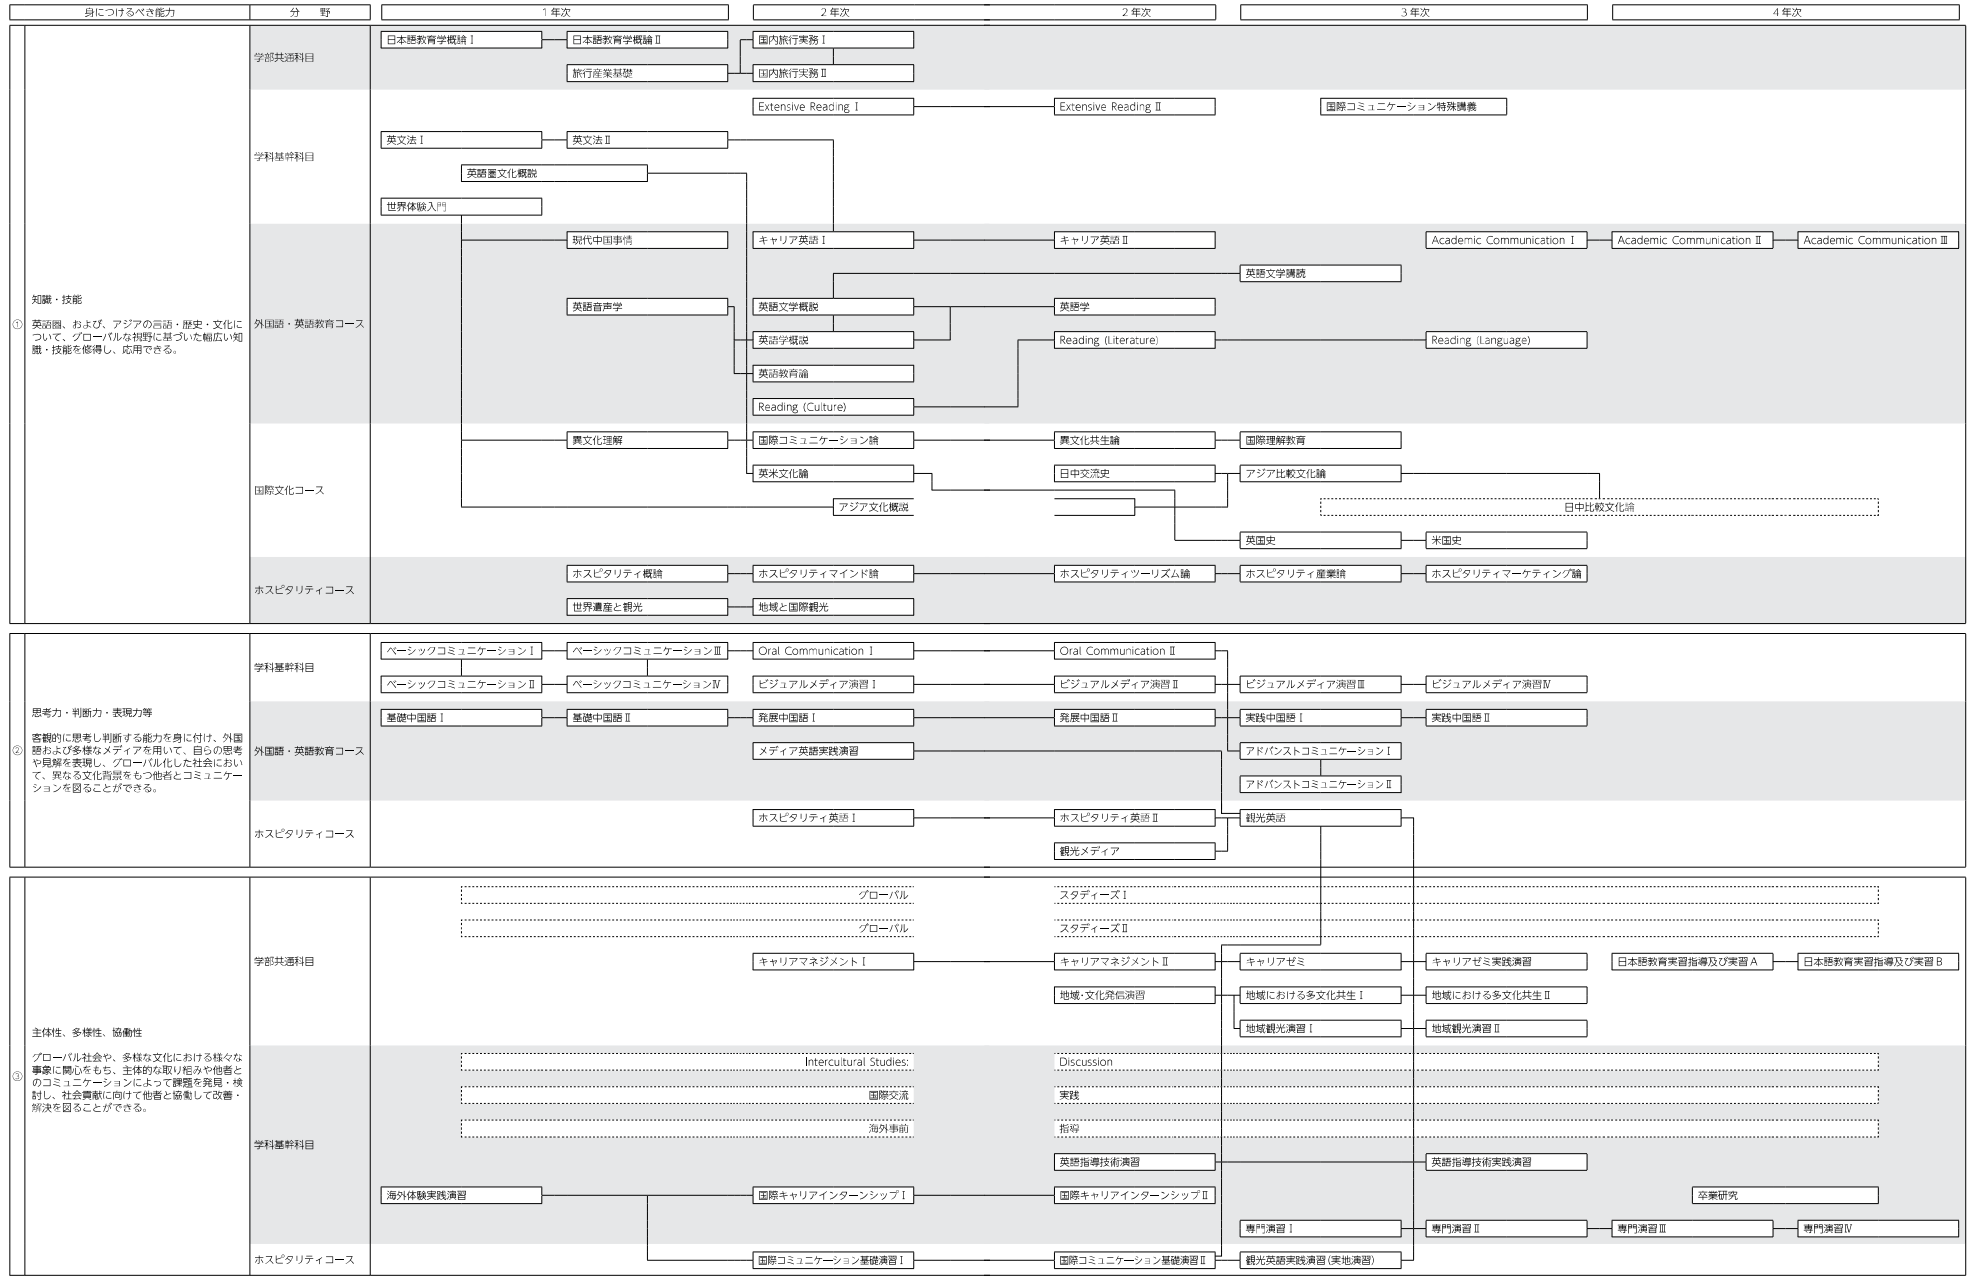 身につけるべき能力 分 野 1年次 2年次 2年次 3年次 4年次
学部共通科目
日本語教育学概論Ⅰ 日本語教育学概論Ⅱ 国内旅行実務Ⅰ
旅行産業基礎 国内旅行実務Ⅱ
学科基幹科目
Extensive Reading Ⅰ Extensive Reading Ⅱ 国際コミュニケーション特殊講義
英文法Ⅰ 英文法Ⅱ
英語圏文化概説
世界体験入門
①
知識・技能
英語圏、および、アジアの言語・歴史・文化に
ついて、グローバルな視野に基づいた幅広い知
識・技能を修得し、応用できる。
外国語・英語教育コース
現代中国事情 キャリア英語Ⅰ キャリア英語Ⅱ Academic Communication Ⅰ Academic Communication Ⅱ Academic Communication Ⅲ
英語文学講読
英語音声学 英語文学概説 英語学
英語学概説 Reading (Literature) Reading (Language)
英語教育論
Reading (Culture)
国際文化コース
異文化理解 国際コミュニケーション論 異文化共生論 国際理解教育
英米文化論 日中交流史 アジア比較文化論
アジア文化概説 日中比較文化論
英国史 米国史
ホスピタリティコース
ホスピタリティ概論 ホスピタリティマインド論 ホスピタリティツーリズム論 ホスピタリティ産業論 ホスピタリティマーケティング論
世界遺産と観光 地域と国際観光
学科基幹科目
ベーシックコミュニケーションⅠ ベーシックコミュニケーションⅢ Oral Communication Ⅰ Oral Communication Ⅱ
ベーシックコミュニケーションⅡ ベーシックコミュニケーションⅣ ビジュアルメディア演習Ⅰ ビジュアルメディア演習Ⅱ ビジュアルメディア演習Ⅲ ビジュアルメディア演習Ⅳ
②
思考力・判断力・表現力等
客観的に思考し判断する能力を身に付け、外国
語および多様なメディアを用いて、自らの思考
や見解を表現し、グローバル化した社会におい
て、異なる文化背景をもつ他者とコミュニケー
ションを図ることができる。
外国語・英語教育コース
基礎中国語Ⅰ 基礎中国語Ⅱ 発展中国語Ⅰ 発展中国語Ⅱ 実践中国語Ⅰ 実践中国語Ⅱ
メディア英語実践演習 アドバンストコミュニケーションⅠ
アドバンストコミュニケーションⅡ
ホスピタリティコース
ホスピタリティ英語Ⅰ ホスピタリティ英語Ⅱ 観光英語
観光メディア
学部共通科目
グローバル スタディーズⅠ
グローバル スタディーズⅡ
キャリアマネジメントⅠ キャリアマネジメントⅡ キャリアゼミ キャリアゼミ実践演習 日本語教育実習指導及び実習A 日本語教育実習指導及び実習B
地域・文化発信演習 地域における多文化共生Ⅰ 地域における多文化共生Ⅱ
地域観光演習Ⅰ 地域観光演習Ⅱ
③
主体性、多様性、協働性
グローバル社会や、多様な文化における様々な
事象に関心をもち、主体的な取り組みや他者と
のコミュニケーションによって課題を発見・検
討し、社会貢献に向けて他者と協働して改善・
解決を図ることができる。
学科基幹科目
Intercultural Studies: Discussion
国際交流 実践
海外事前 指導
英語指導技術演習 英語指導技術実践演習
海外体験実践演習 国際キャリアインターンシップⅠ 国際キャリアインターンシップⅡ 卒業研究
専門演習Ⅰ 専門演習Ⅱ 専門演習Ⅲ 専門演習Ⅳ
ホスピタリティコース
国際コミュニケーション基礎演習Ⅰ 国際コミュニケーション基礎演習Ⅱ 観光英語実践演習(実地演習)